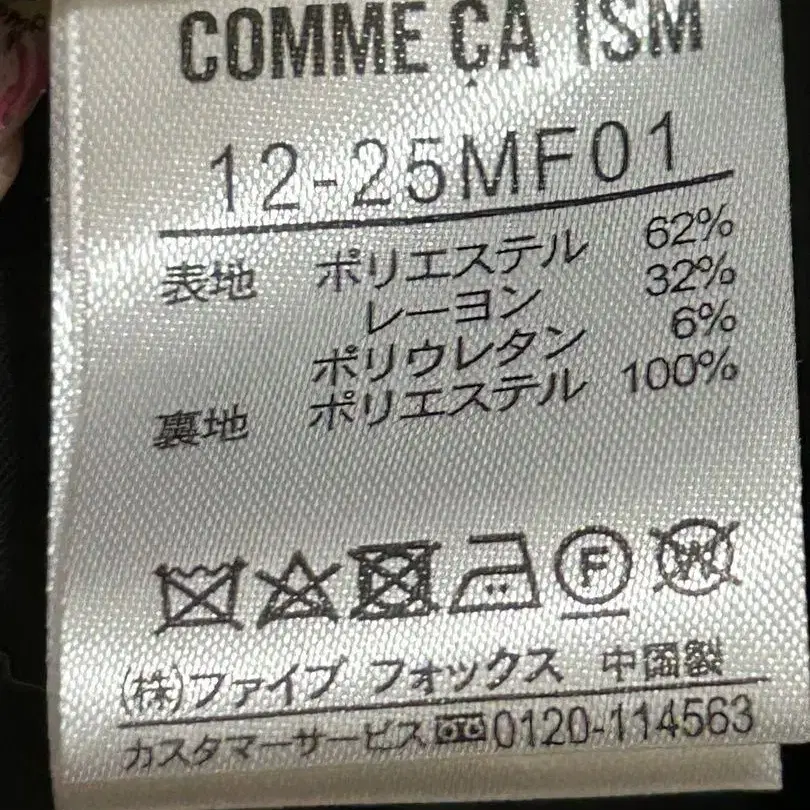 COMME ÇA ISM
12-25MF01
表地 ポリエステル 62%
レーヨン 32%
ポリウレタン 6%
裏地 ポリエステル 100%
F W
(株)ファイブ フォックス 中国製
カスタマーサービス 0120-114563